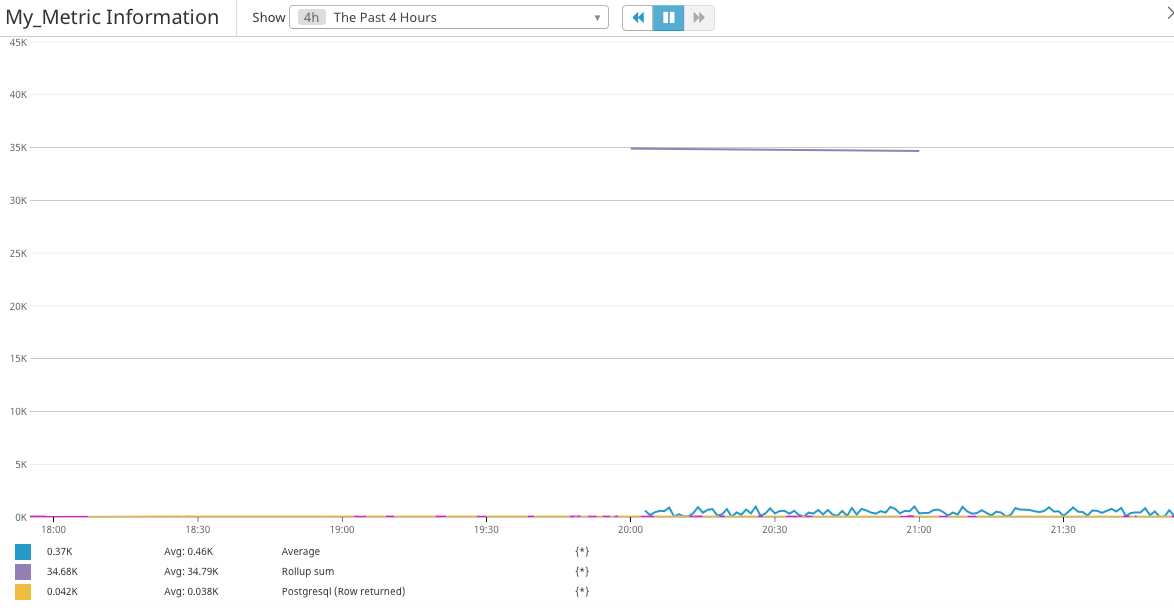 My_Metric Information Show 4h The Past 4 Hours
45K
40K
35K
30K
25K
20K
15K
10K
5K
0K
18:00 18:30 19:00 19:30 20:00 20:30 21:00 21:30
0.37K Avg: 0.46K Average {*}
34.68K Avg: 34.79K Rollup sum {*}
0.042K Avg: 0.038K Postgresql (Row returned) {*}